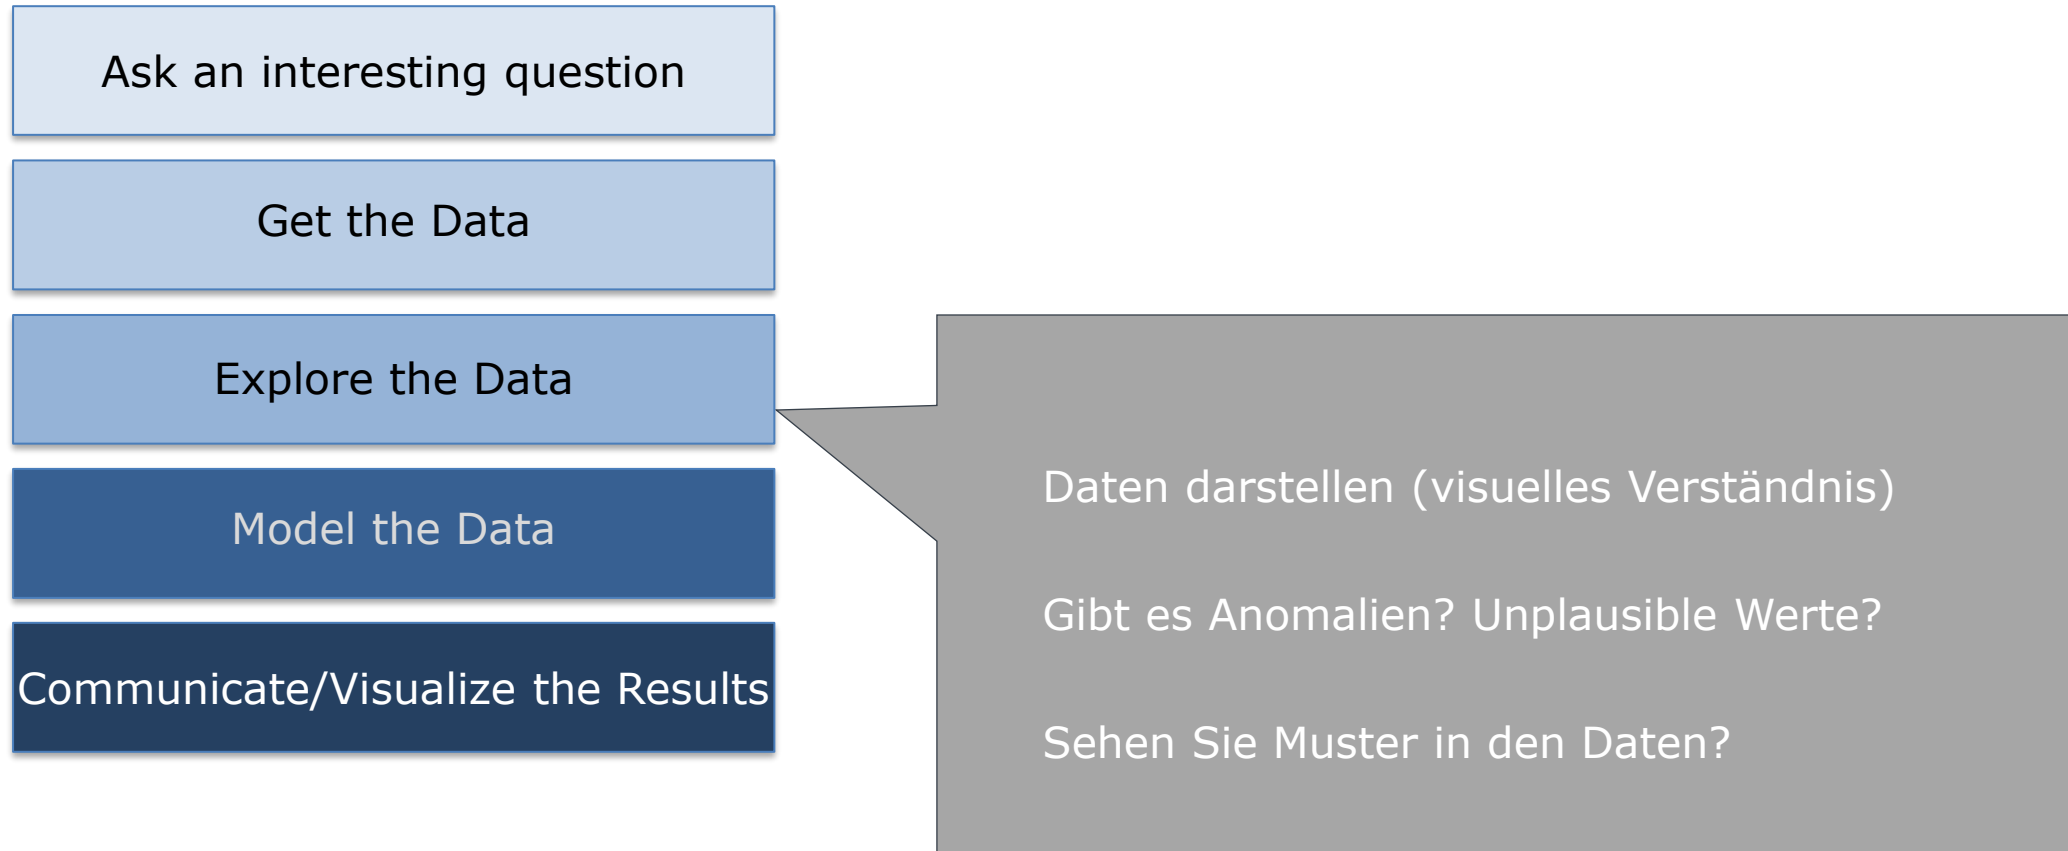 Ask an interesting question
Get the Data
Explore the Data
Model the Data
Communicate/Visualize the Results
Daten darstellen (visuelles Verständnis)
Gibt es Anomalien? Unplausible Werte?
Sehen Sie Muster in den Daten?